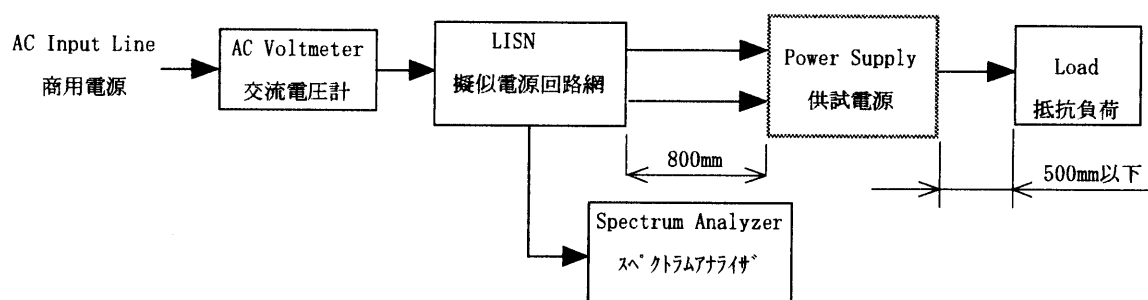 AC Input Line
商用電源
AC Voltmeter
交流電圧計
LISN
擬似電源回路網
Power Supply
供試電源
Load
抵抗負荷
800mm
500mm以下
Spectrum Analyzer
ｽﾍﾟｸﾄﾗﾑｱﾅﾗｲｻﾞ